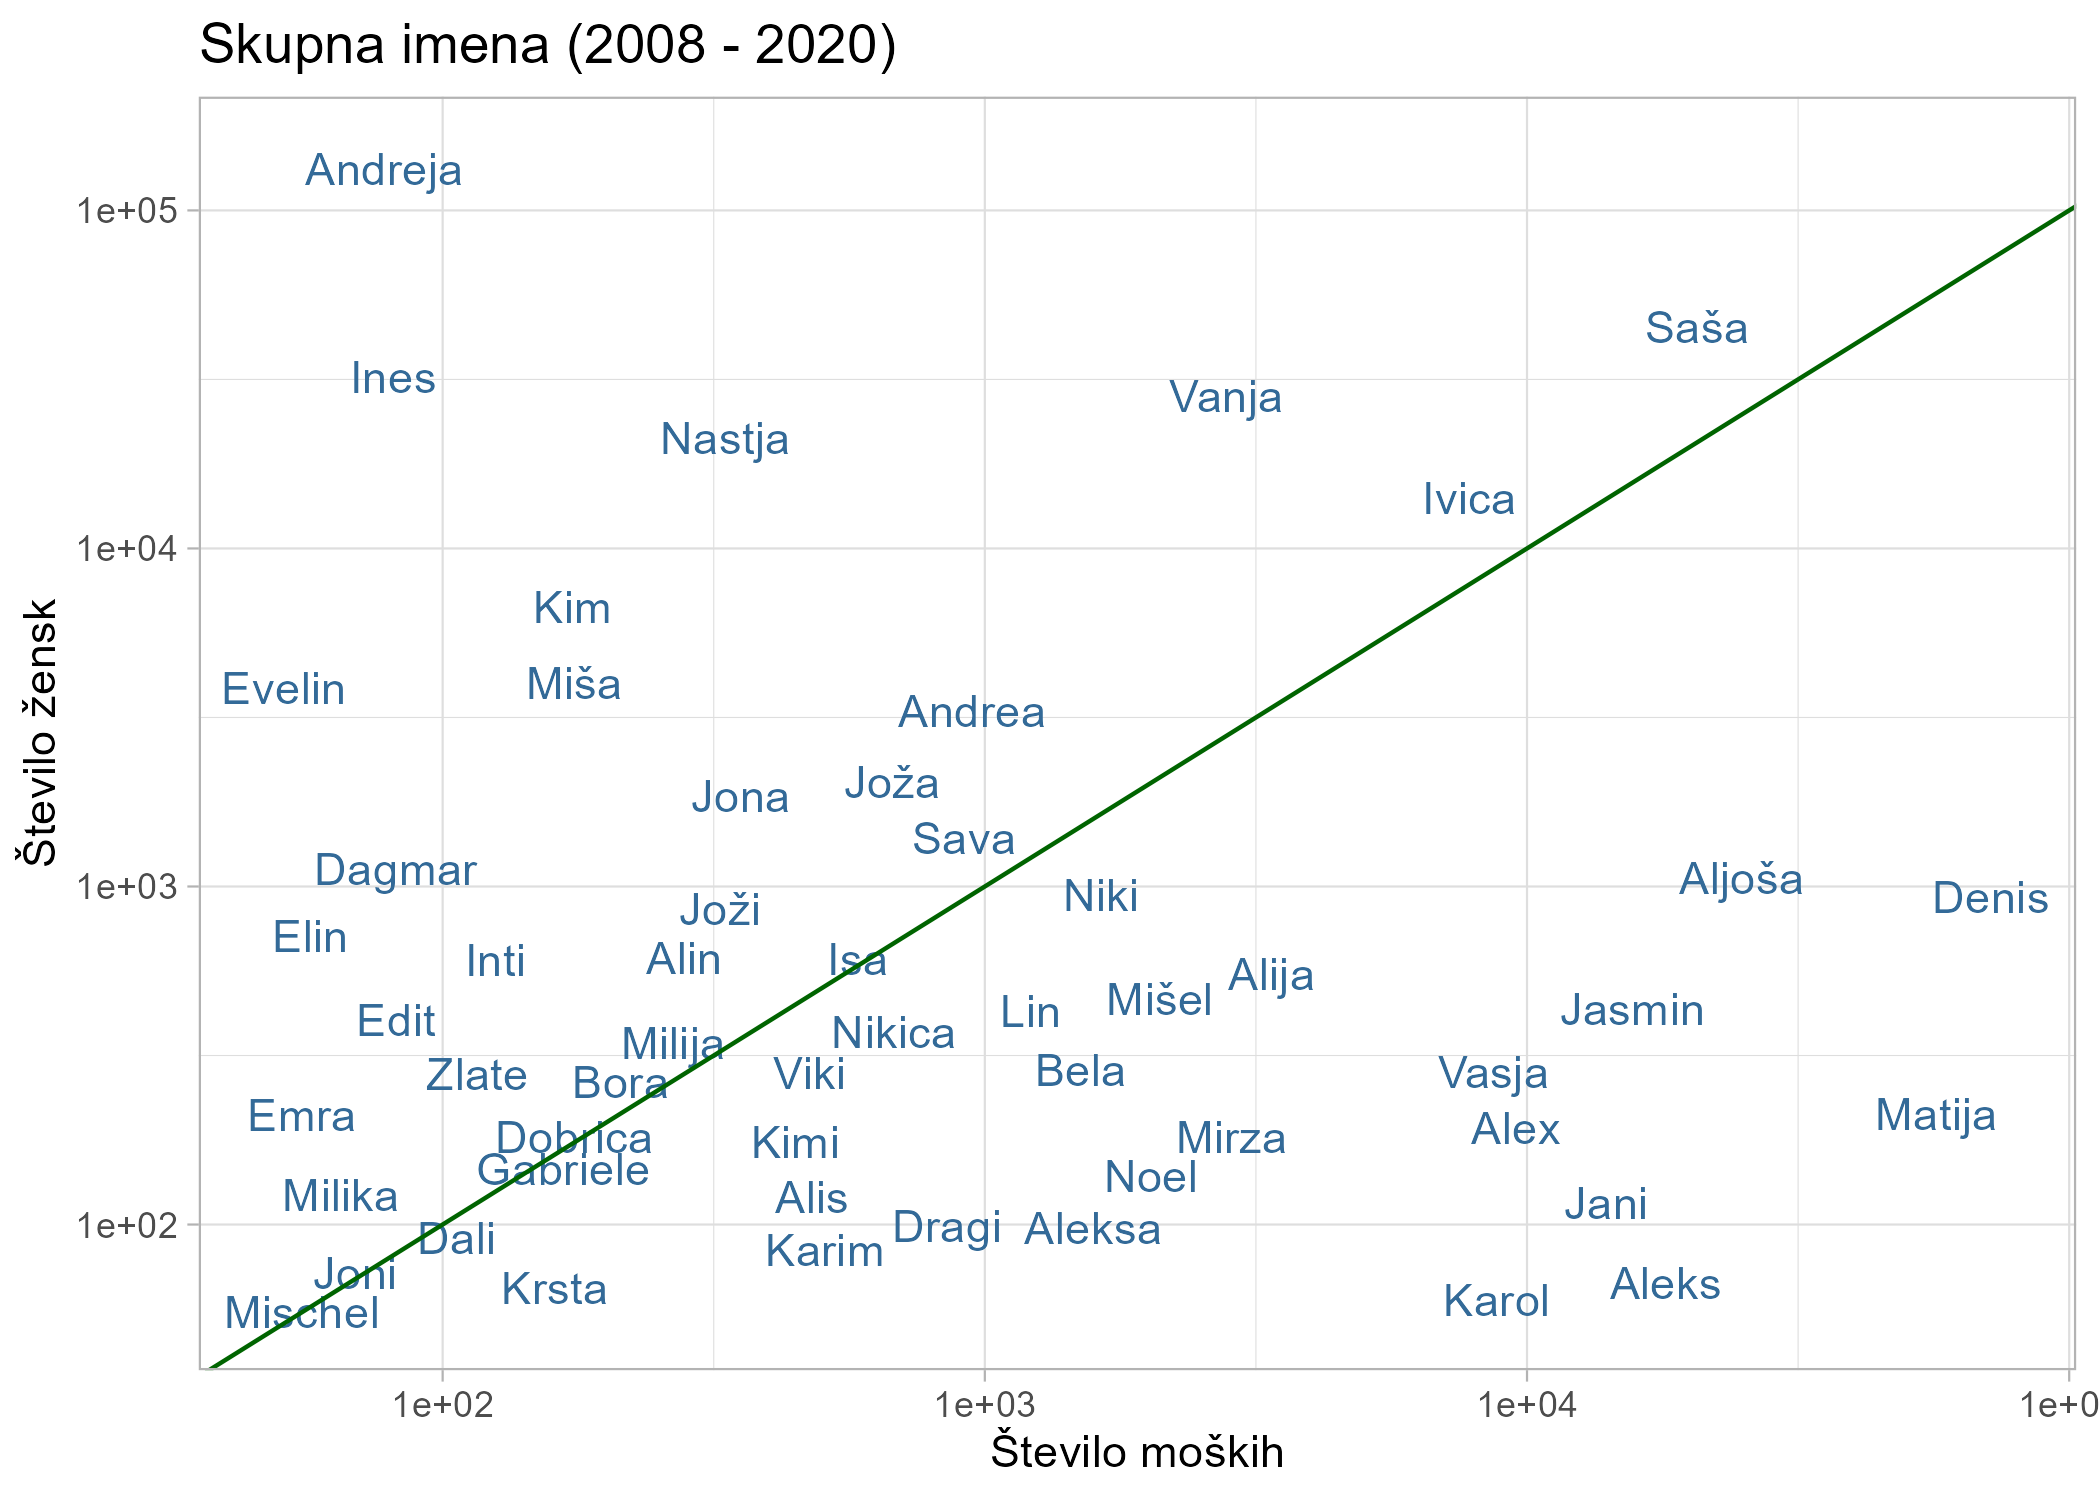 Skupna imena (2008 - 2020)
Andreja
1e+05
Saša
Ines
Vanja
Nastja
Ivica
1e+04
Kim
Miša
Evelin
Andrea
Joža
Jona
Sava
Dagmar
Aljoša
1e+03
Niki
Denis
Joži
Elin
Inti
Alin
Isa
Alija
Mišel
Jasmin
Lin
Edit
Nikica
Milija
Zlate
Viki
Bela
Vasja
Bora
Emra
Matija
Alex
Dobrica
Kimi
Mirza
Gabriele
Noel
Milika
Alis
Jani
1e+02
Dragi
Aleksa
Dali
Karim
Joni
Krsta
Aleks
Karol
Mischel
Število žensk
1e+02 1e+03 1e+04 1e+0
Število moških